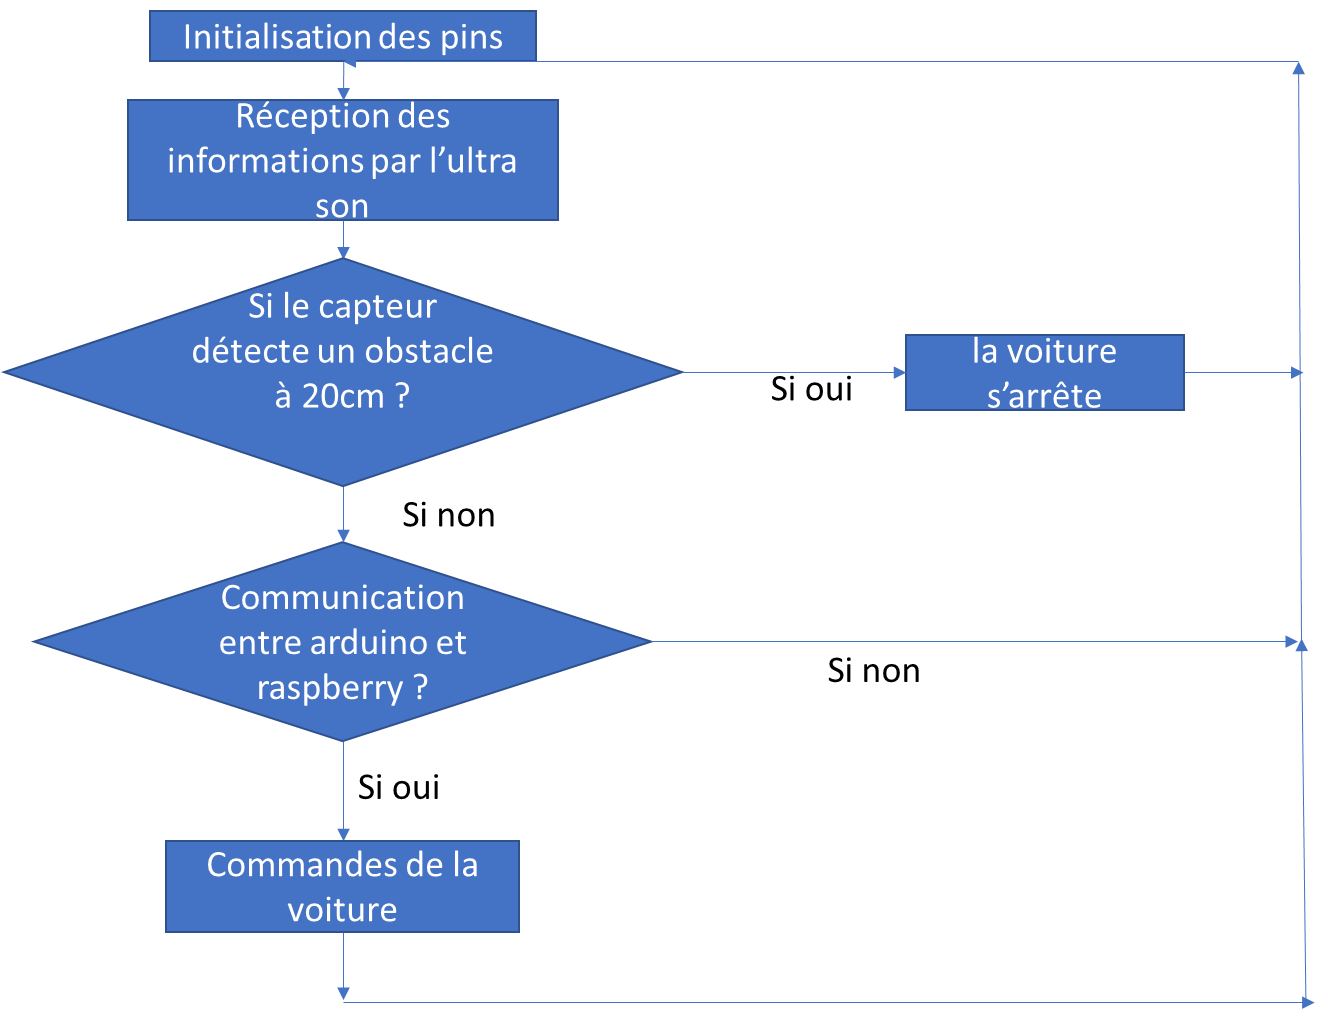 Initialisation des pins
Réception des
informations par l’ultra
son
Si le capteur
détecte un obstacle
à 20cm ?
Si oui
la voiture
s’arrête
Si non
Communication
entre arduino et
raspberry ?
Si non
Si oui
Commandes de la
voiture